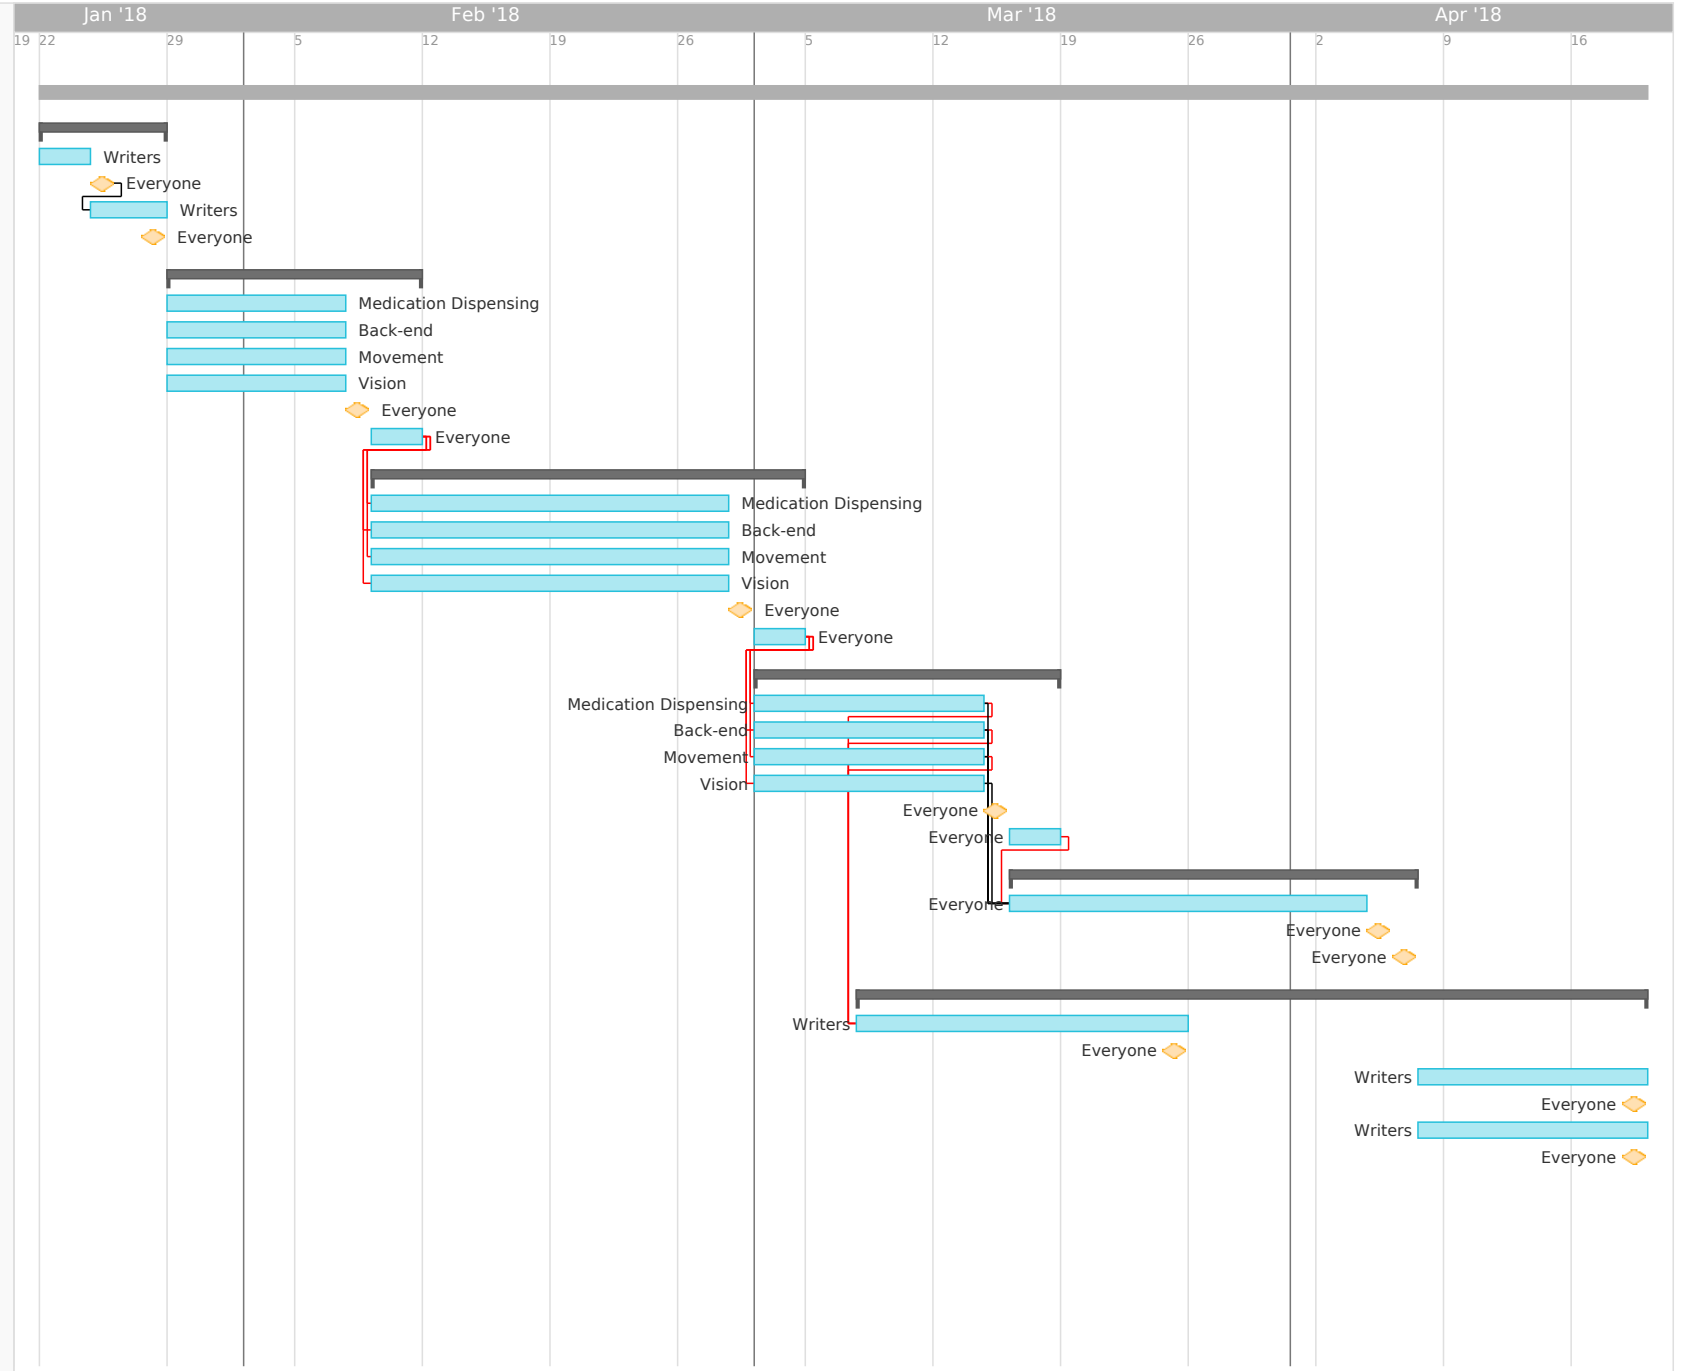 Jan '18 Feb '18 Mar '18 Apr '18
19 22 29 5 12 19 26 5 12 19 26 2 9 16
Writers
Everyone
Writers
Everyone
Medication Dispensing
Back-end
Movement
Vision
Everyone
Everyone
Medication Dispensing
Back-end
Movement
Vision
Everyone
Everyone
Medication Dispensing
Back-end
Movement
Vision
Everyone
Everyone
Everyone
Everyone
Everyone
Writers
Everyone
Writers
Everyone
Writers
Everyone